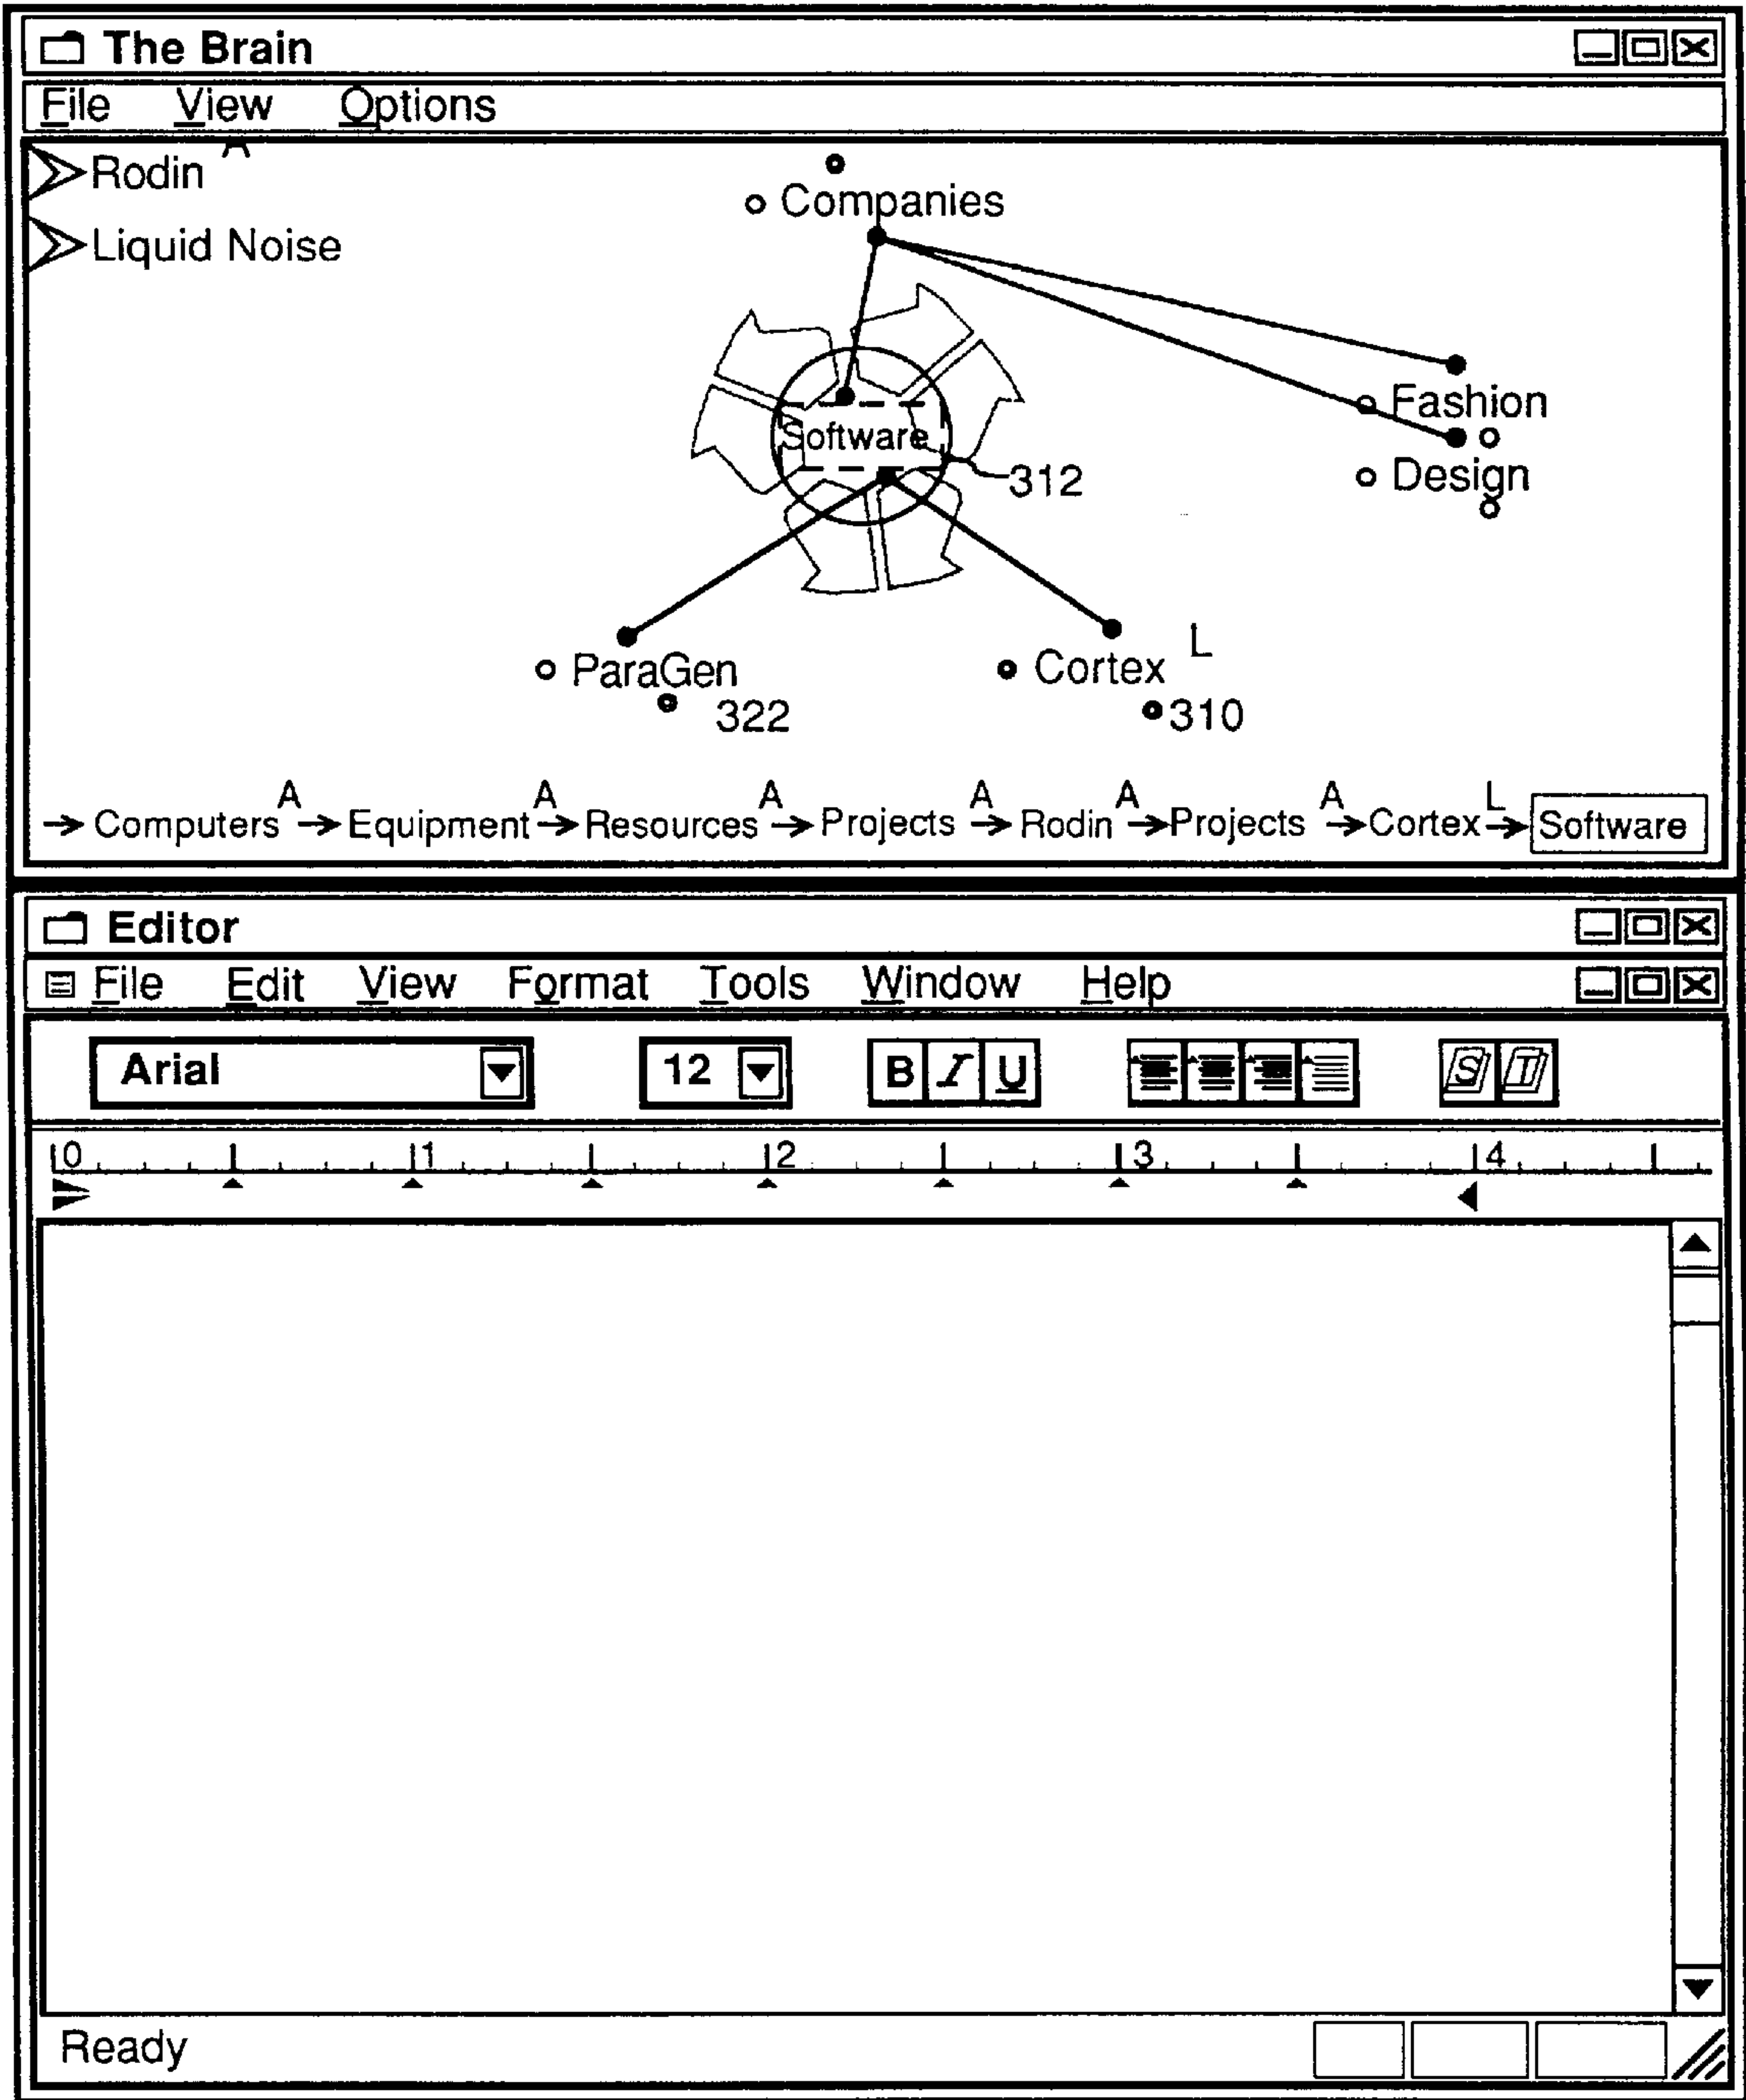 The Brain
File View Options
Rodin A
Liquid Noise
Companies
Fashion
Software
312
Design
L
ParaGen
Cortex
322
310
A A A A A A L
→ Computers → Equipment → Resources → Projects → Rodin → Projects → Cortex → Software
Editor
File Edit View Format Tools Window Help
Arial 12 B I U S T
0 1 2 3 4
Ready